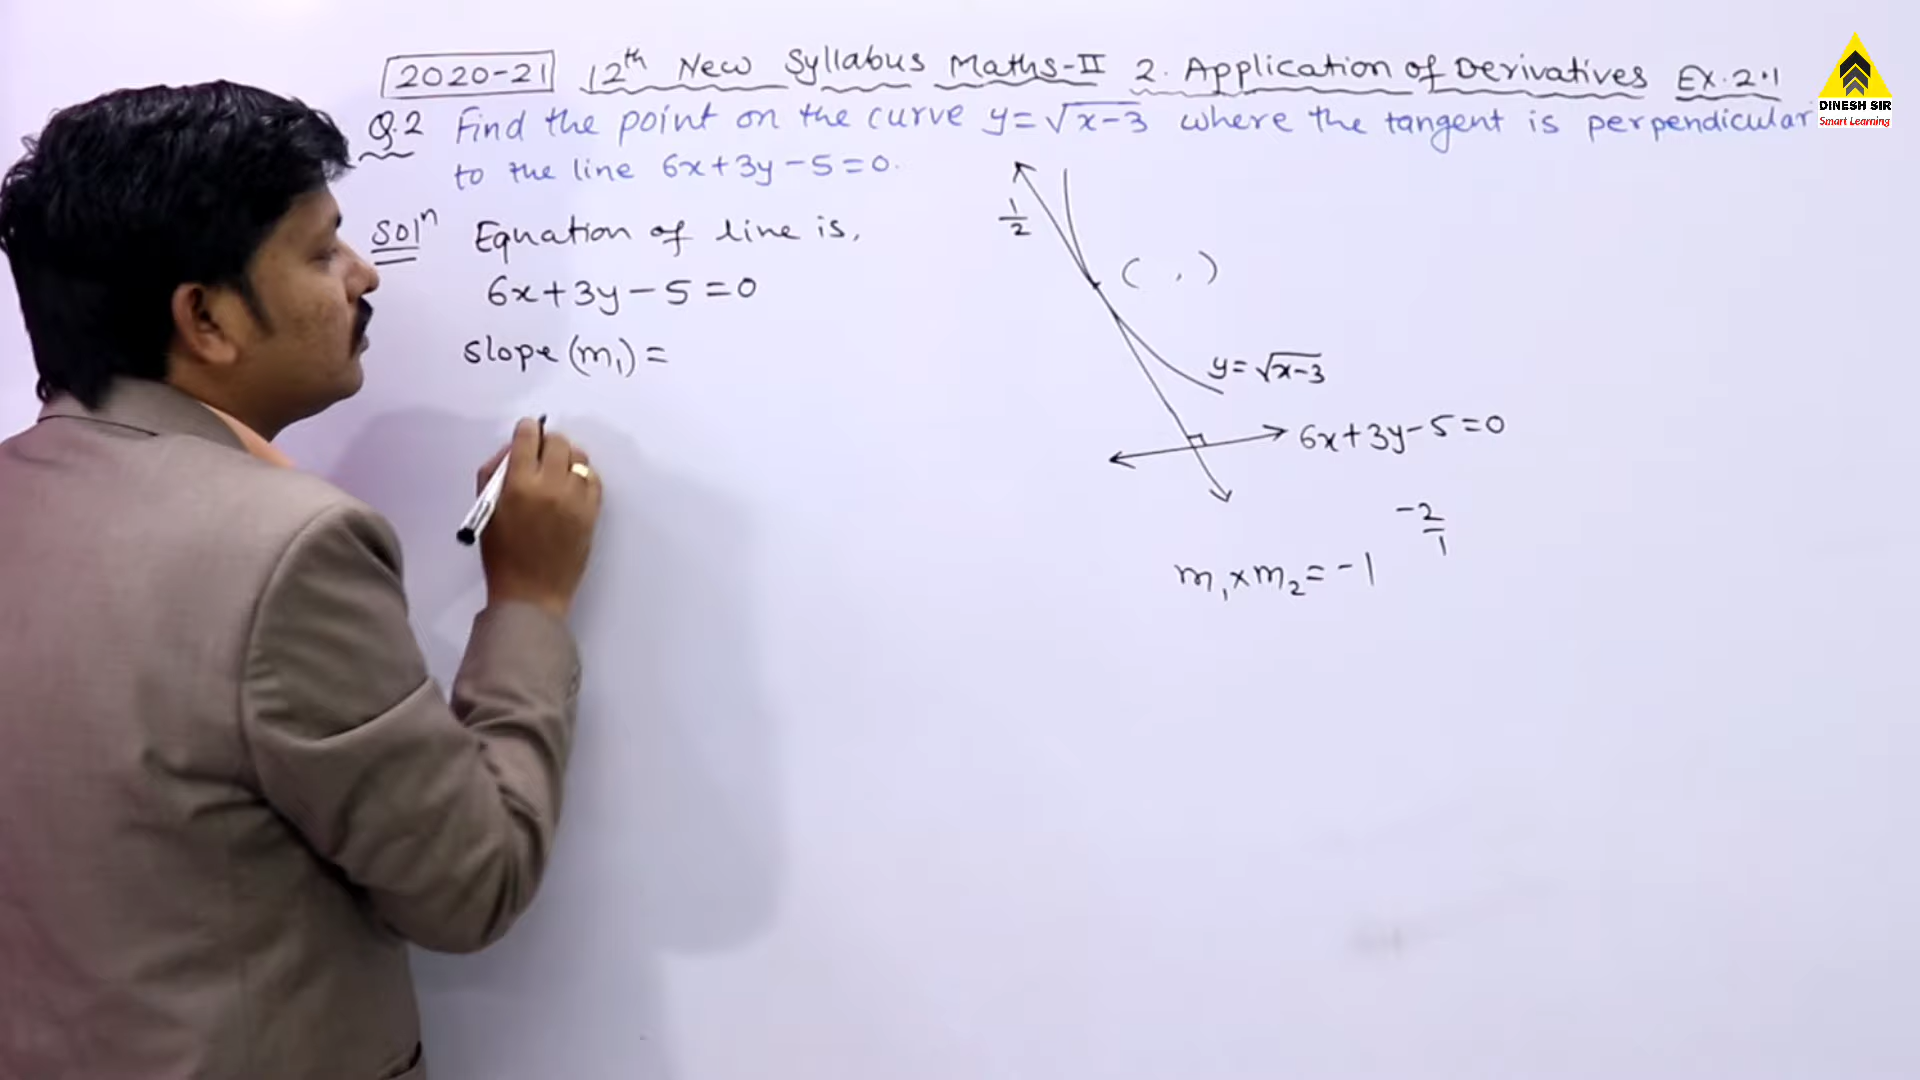 2020-21 12th New Syllabus Maths-II 2. Application of Derivatives Ex. 2.1
Q.2 Find the point on the curve y=√x-3 where the tangent is perpendicular
to the line 6x+3y-5=0.
Solⁿ Equation of line is,
6x+3y-5=0
slope (m₁) =
1/2
( , )
y=√x-3
6x+3y-5=0
-2/1
m₁×m₂=-1
DINESH SIR
Smart Learning